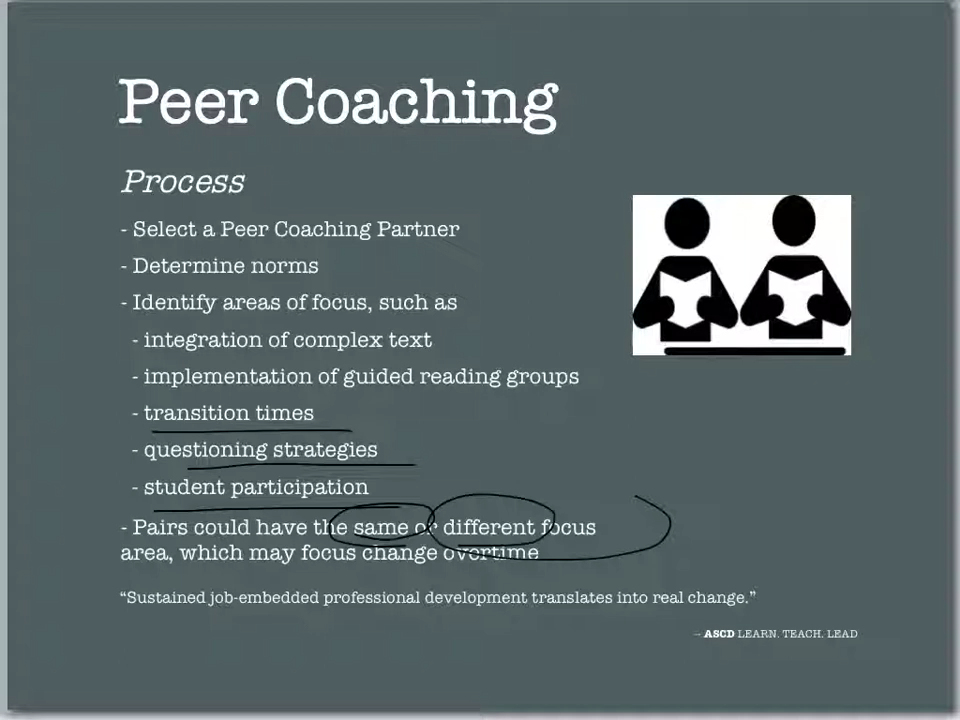 Peer Coaching
Process
- Select a Peer Coaching Partner
- Determine norms
- Identify areas of focus, such as
- integration of complex text
- implementation of guided reading groups
- transition times
- questioning strategies
- student participation
- Pairs could have the same or different focus
area, which may focus change overtime
“Sustained job-embedded professional development translates into real change.”
– ASCD LEARN. TEACH. LEAD